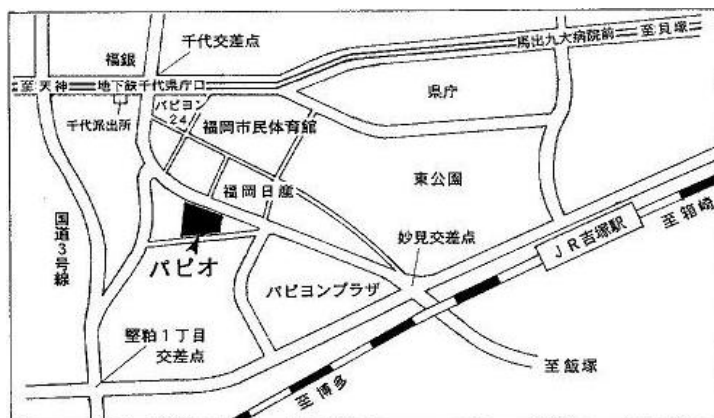 千代交差点
福銀
馬出九大病院前
至貝塚
至天神
地下鉄千代県庁口
県庁
パピヨン
24
千代派出所
福岡市民体育館
東公園
福岡日産
国道3号線
妙見交差点
JR吉塚駅
至箱崎
パピオ
パピヨンプラザ
堅粕1丁目
交差点
至飯塚
至博多